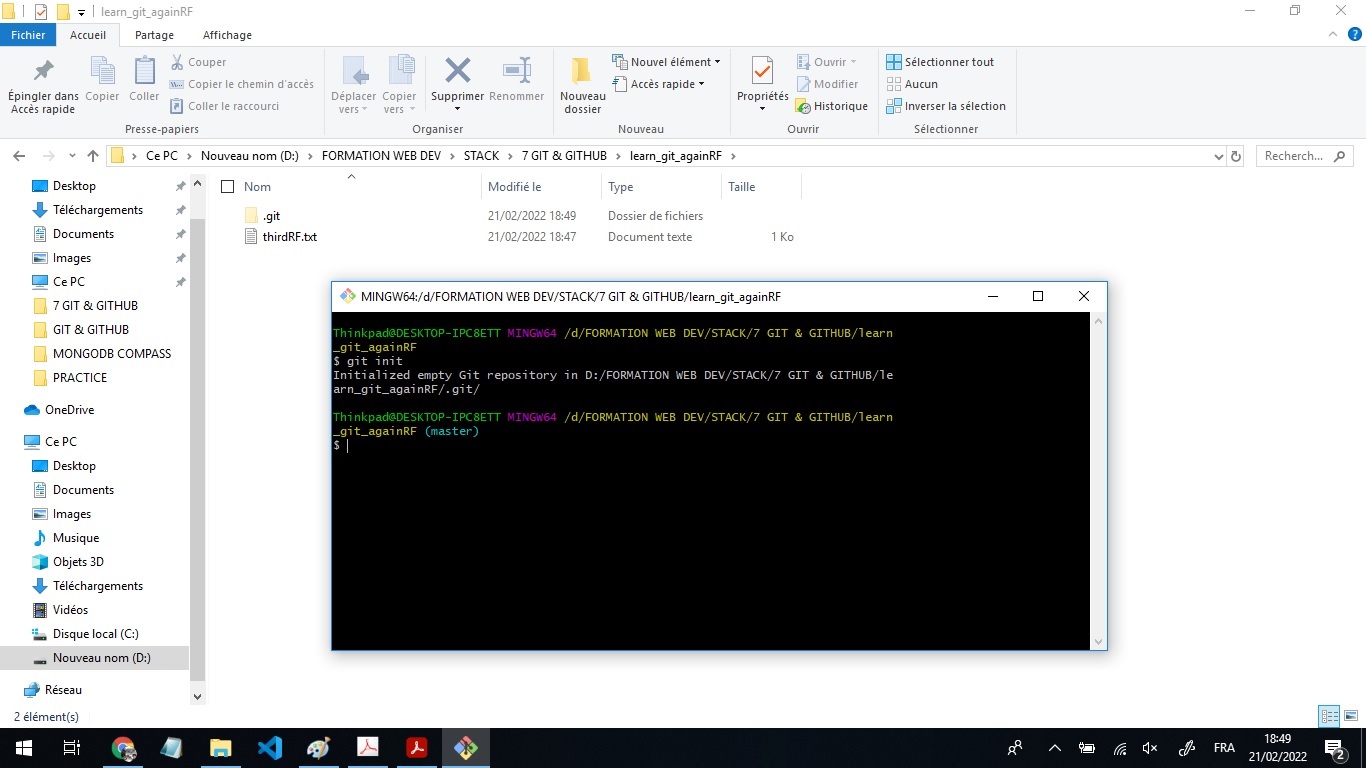 learn_git_againRF
Fichier Accueil Partage Affichage
Épingler dans Accès rapide
Copier
Coller
Couper
Copier le chemin d'accès
Coller le raccourci
Presse-papiers
Déplacer vers
Copier vers
Supprimer
Renommer
Organiser
Nouveau dossier
Nouvel élément
Accès rapide
Nouveau
Propriétés
Ouvrir
Modifier
Historique
Ouvrir
Sélectionner tout
Aucun
Inverser la sélection
Sélectionner
Ce PC > Nouveau nom (D:) > FORMATION WEB DEV > STACK > 7 GIT & GITHUB > learn_git_againRF >
Recherch...
Desktop
Téléchargements
Documents
Images
Ce PC
7 GIT & GITHUB
GIT & GITHUB
MONGODB COMPASS
PRACTICE
OneDrive
Ce PC
Desktop
Documents
Images
Musique
Objets 3D
Téléchargements
Vidéos
Disque local (C:)
Nouveau nom (D:)
Réseau
Nom Modifié le Type Taille
.git 21/02/2022 18:49 Dossier de fichiers
thirdRF.txt 21/02/2022 18:47 Document texte 1 Ko
MINGW64:/d/FORMATION WEB DEV/STACK/7 GIT & GITHUB/learn_git_againRF
Thinkpad@DESKTOP-IPC8ETT MINGW64 /d/FORMATION WEB DEV/STACK/7 GIT & GITHUB/learn
_git_againRF
$ git init
Initialized empty Git repository in D:/FORMATION WEB DEV/STACK/7 GIT & GITHUB/le
arn_git_againRF/.git/
Thinkpad@DESKTOP-IPC8ETT MINGW64 /d/FORMATION WEB DEV/STACK/7 GIT & GITHUB/learn
_git_againRF (master)
$
2 élément(s)
FRA
18:49
21/02/2022
2